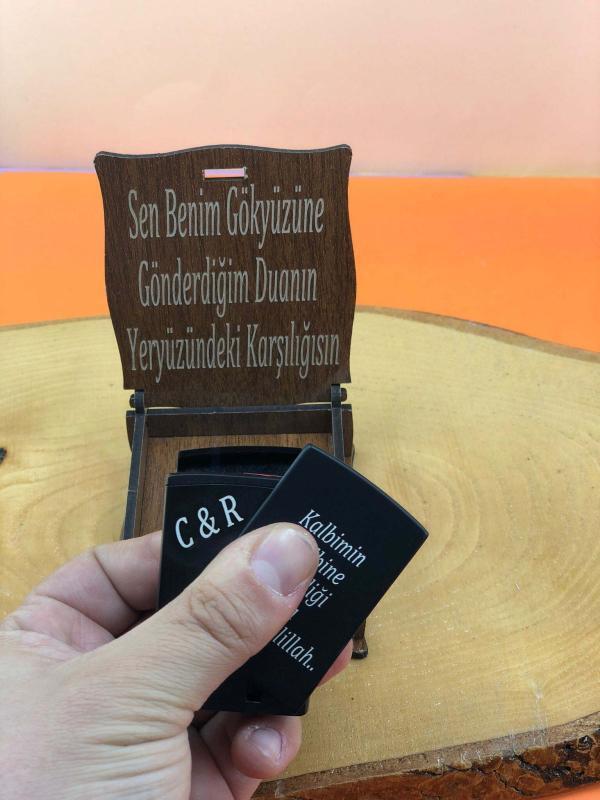 Sen Benim Gökyüzüne
Gönderdiğim Duanın
Yeryüzündeki Karşılığısın
C & R
Kalbimin